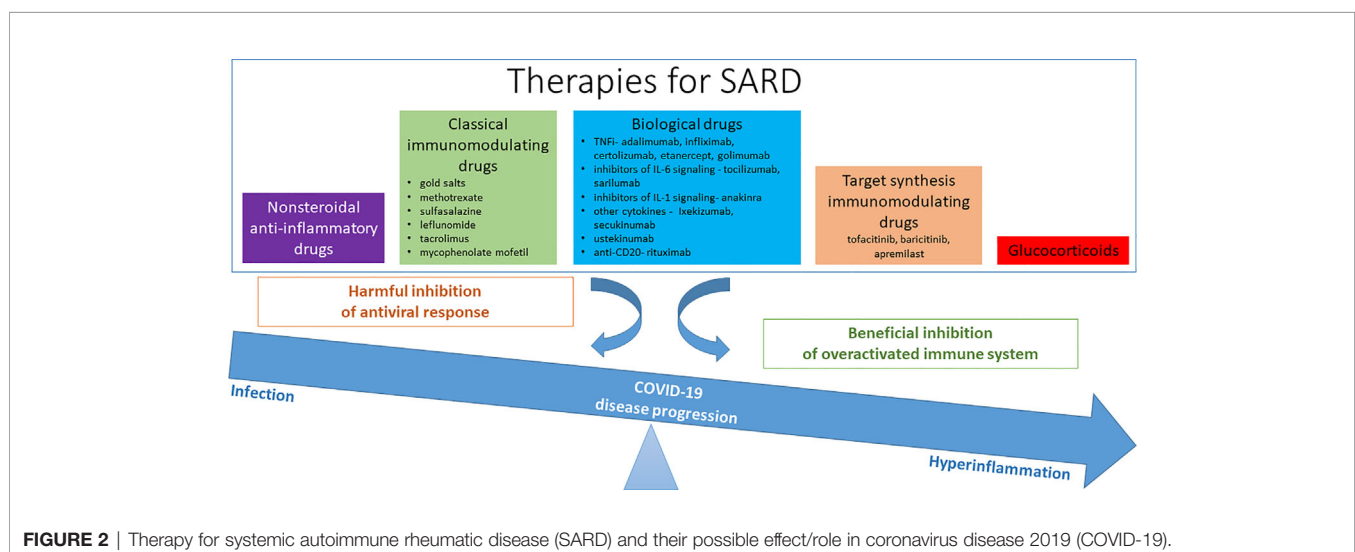 Therapies for SARD
Nonsteroidal
anti-inflammatory
drugs
Classical
immunomodulating
drugs
• gold salts
• methotrexate
• sulfasalazine
• leflunomide
• tacrolimus
• mycophenolate mofetil
Biological drugs
• TNFi- adalimumab, infliximab,
certolizumab, etanercept, golimumab
• inhibitors of IL-6 signaling - tocilizumab,
sarilumab
• inhibitors of IL-1 signaling- anakinra
• other cytokines - Ixekizumab,
secukinumab
• ustekinumab
• anti-CD20- rituximab
Target synthesis
immunomodulating
drugs
tofacitinib, baricitinib,
apremilast
Glucocorticoids
Harmful inhibition
of antiviral response
Beneficial inhibition
of overactivated immune system
Infection
COVID-19
disease progression
Hyperinflammation
FIGURE 2 | Therapy for systemic autoimmune rheumatic disease (SARD) and their possible effect/role in coronavirus disease 2019 (COVID-19).